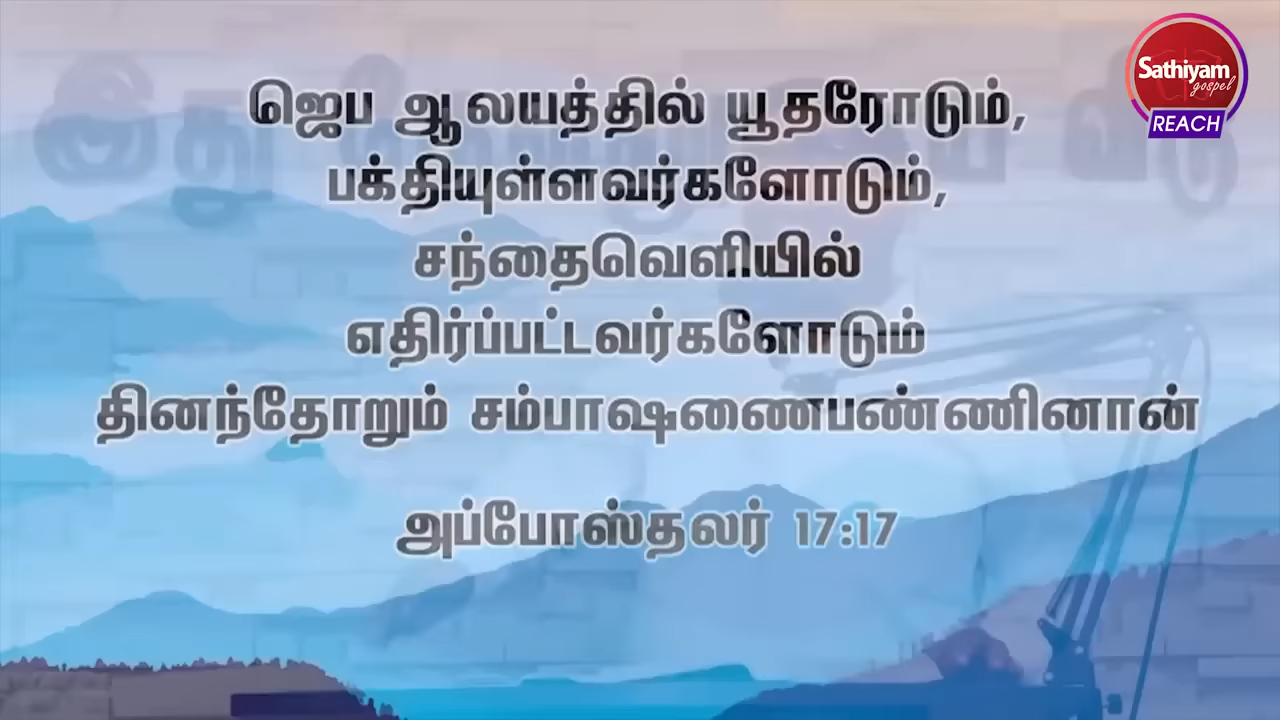 Sathiyam
gospel
REACH
ஜெப ஆலயத்தில் யூதரோடும்,
பக்தியுள்ளவர்களோடும்,
சந்தைவெளியில்
எதிர்ப்பட்டவர்களோடும்
தினந்தோறும் சம்பாஷணைபண்ணினான்
அப்போஸ்தலர் 17:17